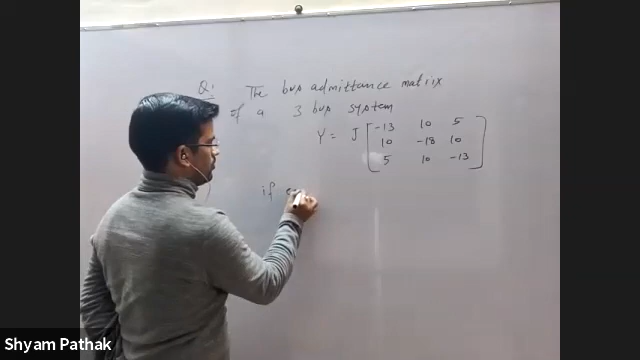 Q: The bus admittance matrix
of a 3 bus system
Y = J [ -13 10 5
10 -18 10
5 10 -13 ]
if
Shyam Pathak